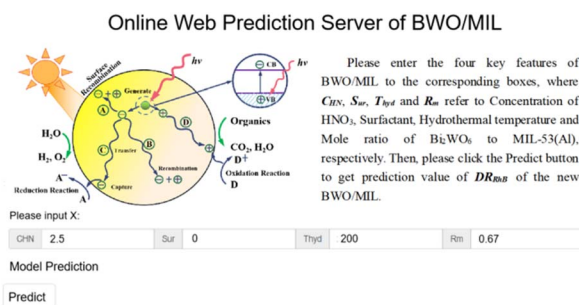 Online Web Prediction Server of BWO/MIL
Surface
Recombination
hv
Generate
CB
hv
VB
A
D
Organics
H₂O
H₂, O₂
C
Transfer
B
CO₂, H₂O
D+
Recombination
Oxidation Reaction
D
A⁻
Reduction Reaction
A
Capture
Please enter the four key features of
BWO/MIL to the corresponding boxes, where
CHN, Sur, Thyd and Rm refer to Concentration of
HNO₃, Surfactant, Hydrothermal temperature and
Mole ratio of Bi₂WO₆ to MIL-53(Al),
respectively. Then, please click the Predict button
to get prediction value of DRRhB of the new
BWO/MIL.
Please input X:
CHN 2.5 Sur 0 Thyd 200 Rm 0.67
Model Prediction
Predict